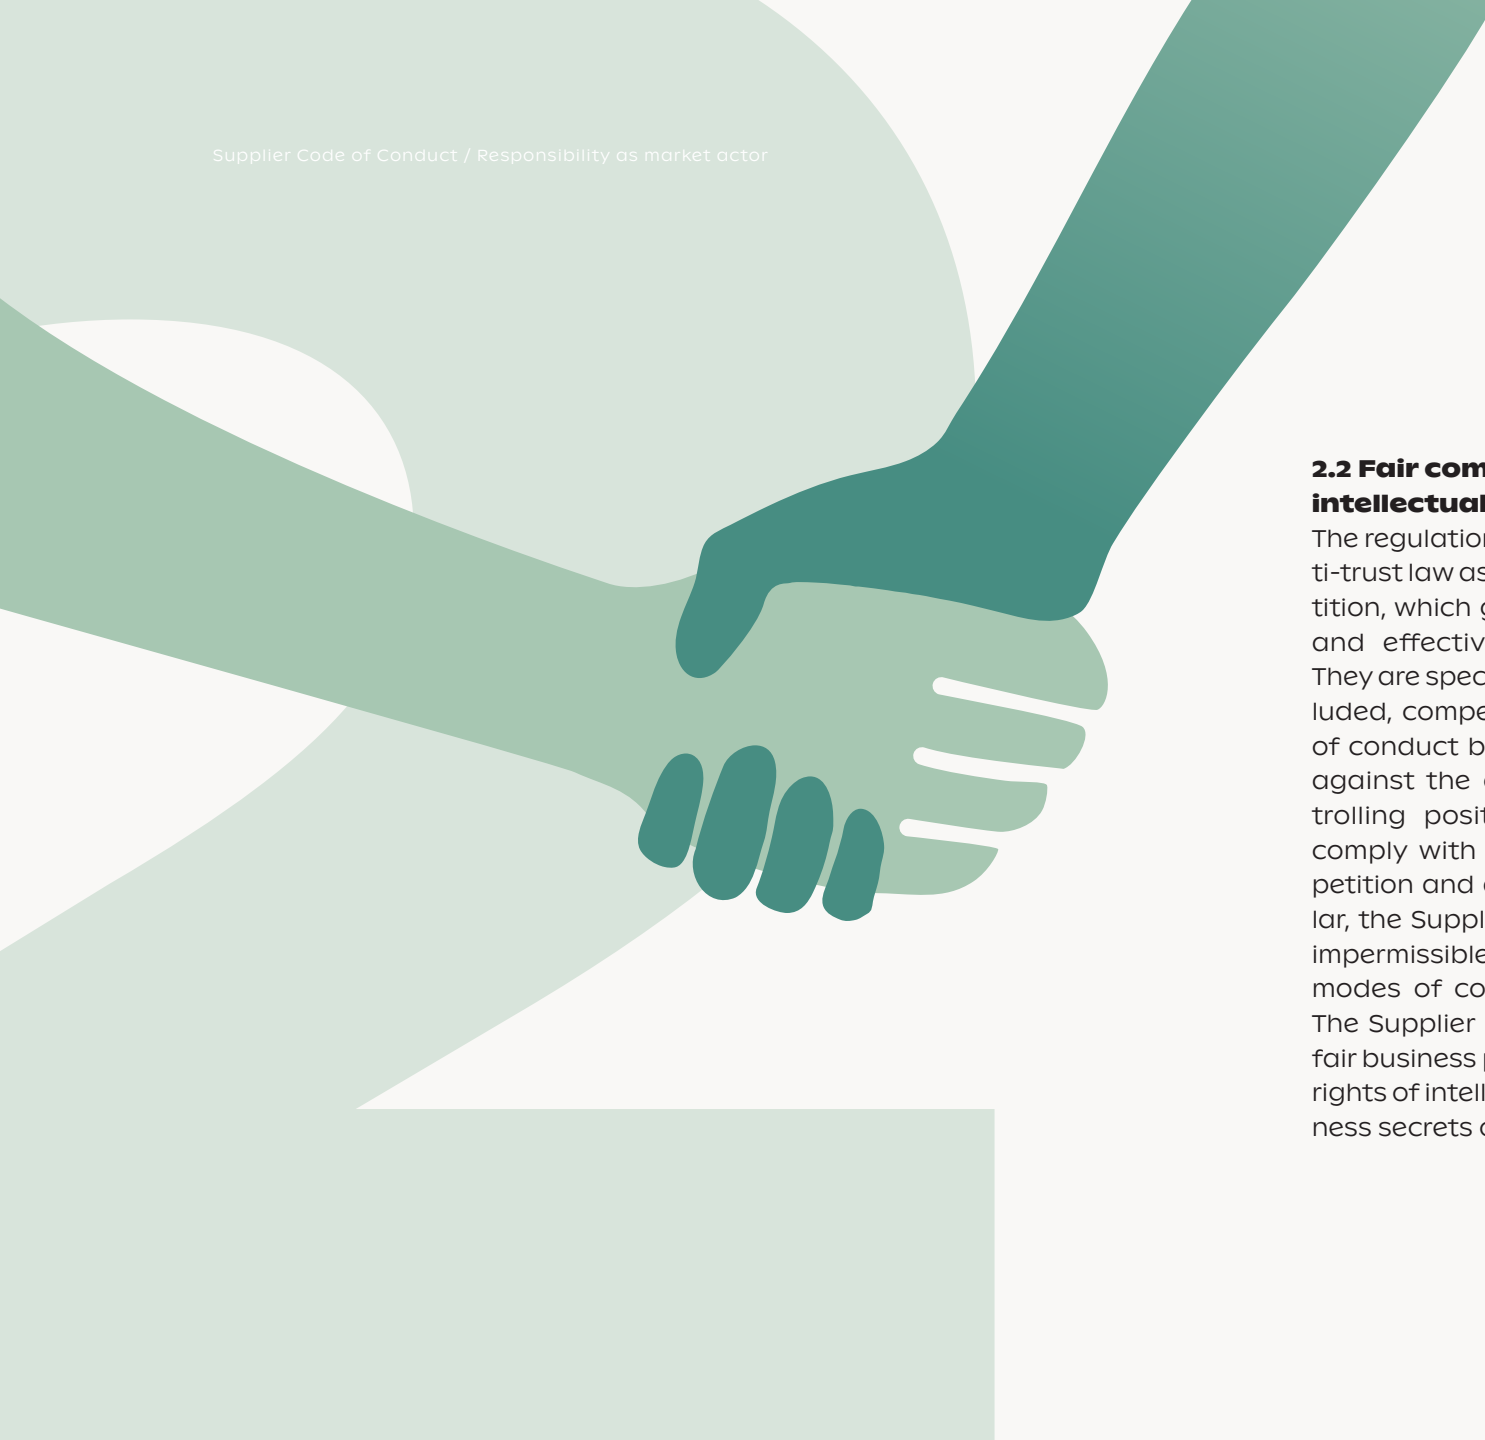 Supplier Code of Conduct / Responsibility as market actor
2.2 Fair com
intellectual
The regulation
ti-trust law as
tition, which g
and effectiv
They are spec
luded, compe
of conduct b
against the
trolling posit
comply with
petition and
lar, the Suppl
impermissible
modes of co
The Supplier
fair business p
rights of intell
ness secrets